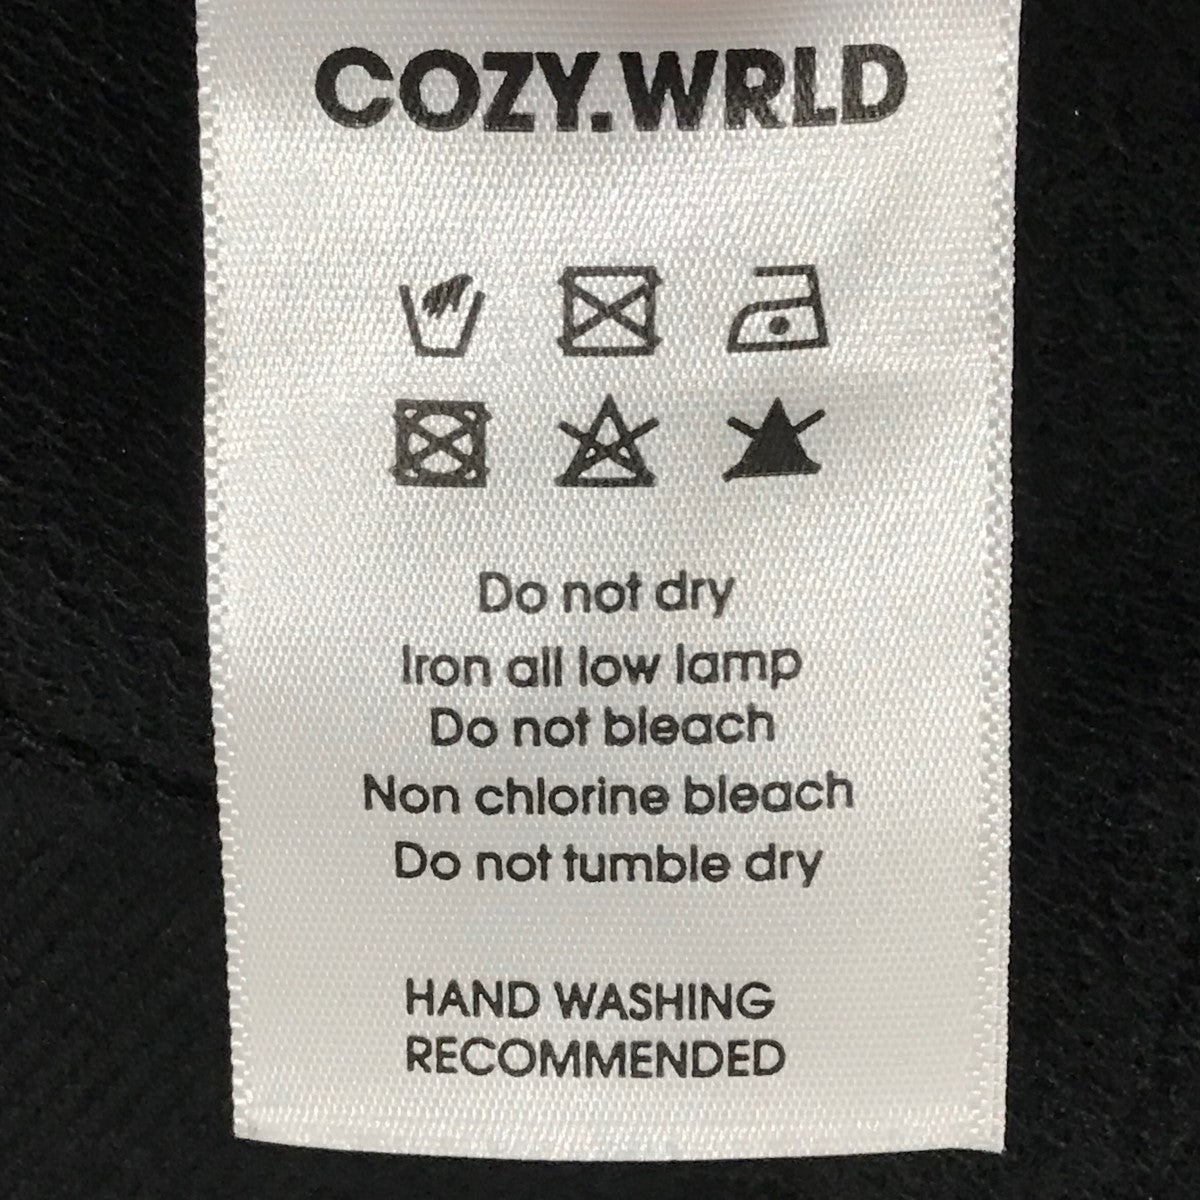 COZY.WRLD
Do not dry
Iron all low lamp
Do not bleach
Non chlorine bleach
Do not tumble dry
HAND WASHING
RECOMMENDED